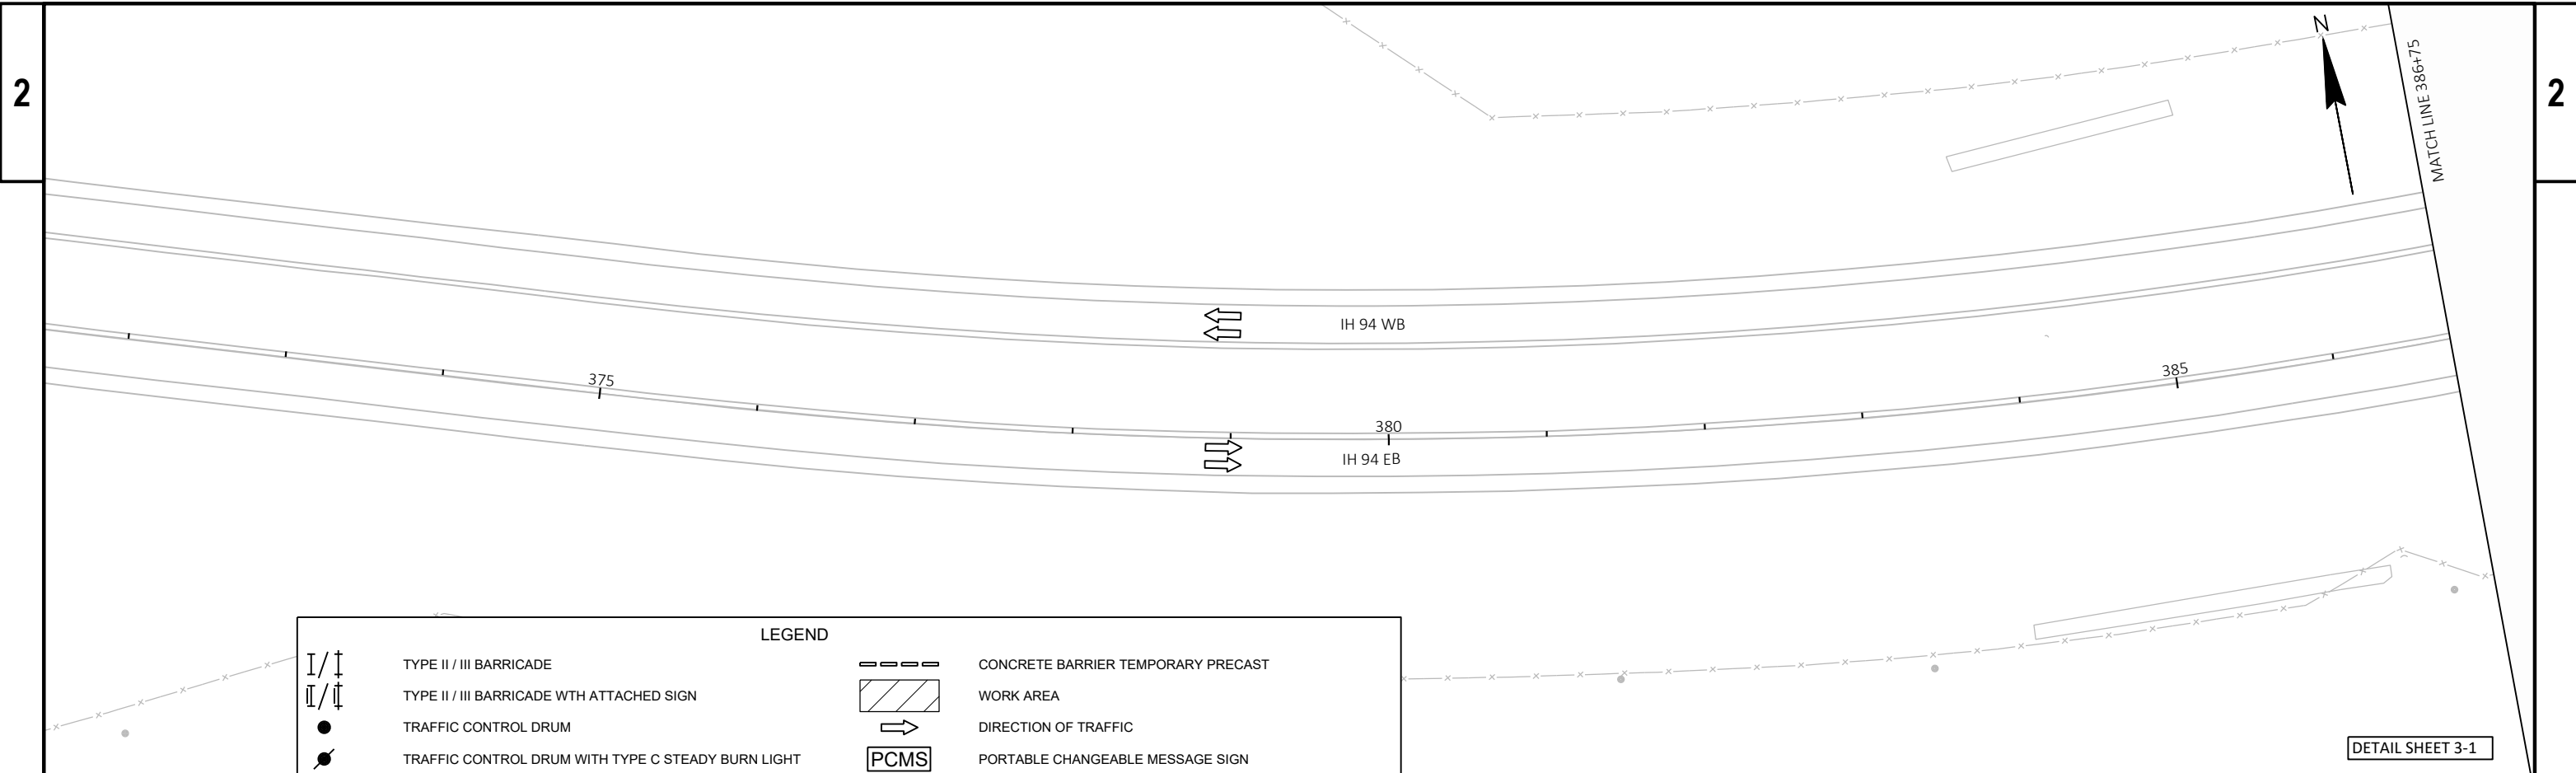 2
2
N
MATCH LINE 386+75
IH 94 WB
375
385
380
IH 94 EB
LEGEND
TYPE II / III BARRICADE
CONCRETE BARRIER TEMPORARY PRECAST
TYPE II / III BARRICADE WTH ATTACHED SIGN
WORK AREA
TRAFFIC CONTROL DRUM
DIRECTION OF TRAFFIC
TRAFFIC CONTROL DRUM WITH TYPE C STEADY BURN LIGHT
PCMS
PORTABLE CHANGEABLE MESSAGE SIGN
DETAIL SHEET 3-1